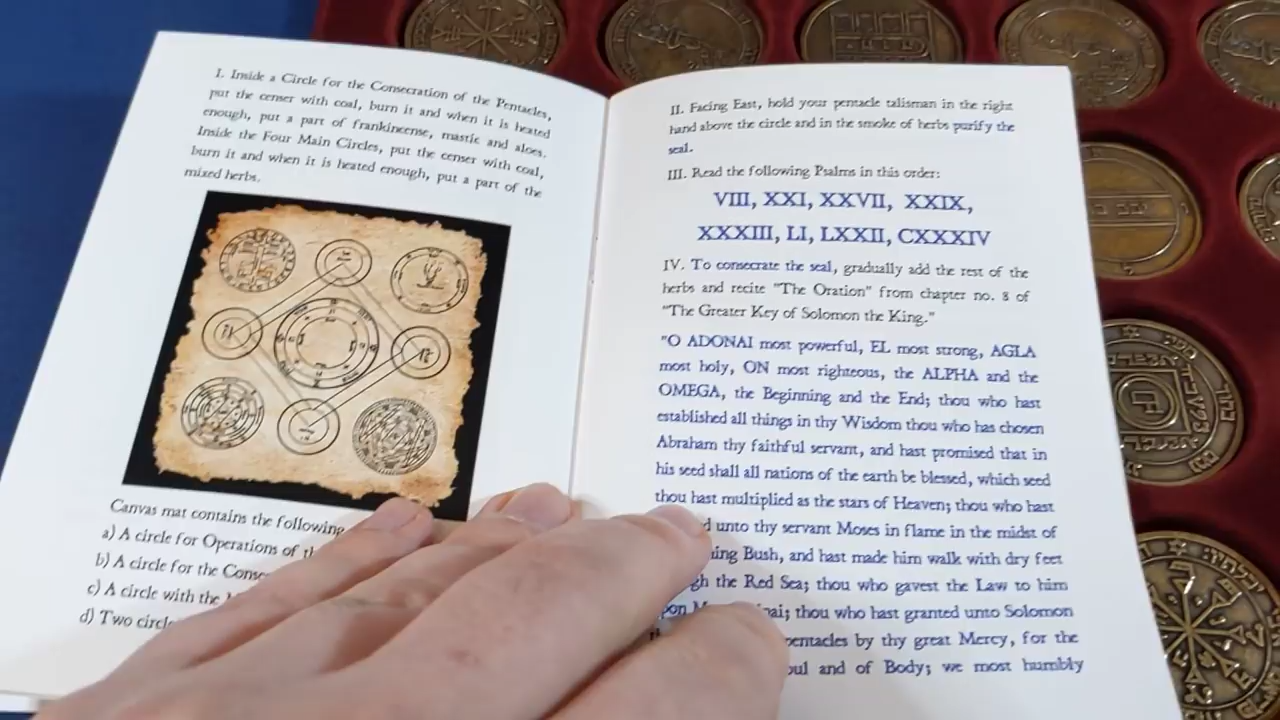 I. Inside a Circle for the Consecration of the Pentacles,
put the censer with coal, burn it and when it is heated
enough, put a part of frankincense, mastic and aloes.
Inside the Four Main Circles, put the censer with coal,
burn it and when it is heated enough, put a part of the
mixed herbs.
Canvas mat contains the following
a) A circle for Operations of
b) A circle for the
c) A circle with the
d) Two
II. Facing East, hold your pentacle talisman in the right
hand above the circle and in the smoke of herbs purify the
seal.
III. Read the following Psalms in this order:
VIII, XXI, XXVII, XXIX,
XXXIII, LI, LXXII, CXXXIV
IV. To consecrate the seal, gradually add the rest of the
herbs and recite "The Oration" from chapter no. 8 of
"The Greater Key of Solomon the King."
"O ADONAI most powerful, EL most strong, AGLA
most holy, ON most righteous, the ALPHA and the
OMEGA, the Beginning and the End; thou who hast
established all things in thy Wisdom thou who has chosen
Abraham thy faithful servant, and hast promised that in
his seed shall all nations of the earth be blessed, which seed
thou hast multiplied as the stars of Heaven; thou who hast
unto thy servant Moses in flame in the midst of
Bush, and hast made him walk with dry feet
the Red Sea; thou who gavest the Law to him
thou who hast granted unto Solomon
pentacles by thy great Mercy, for the
and of Body; we most humbly